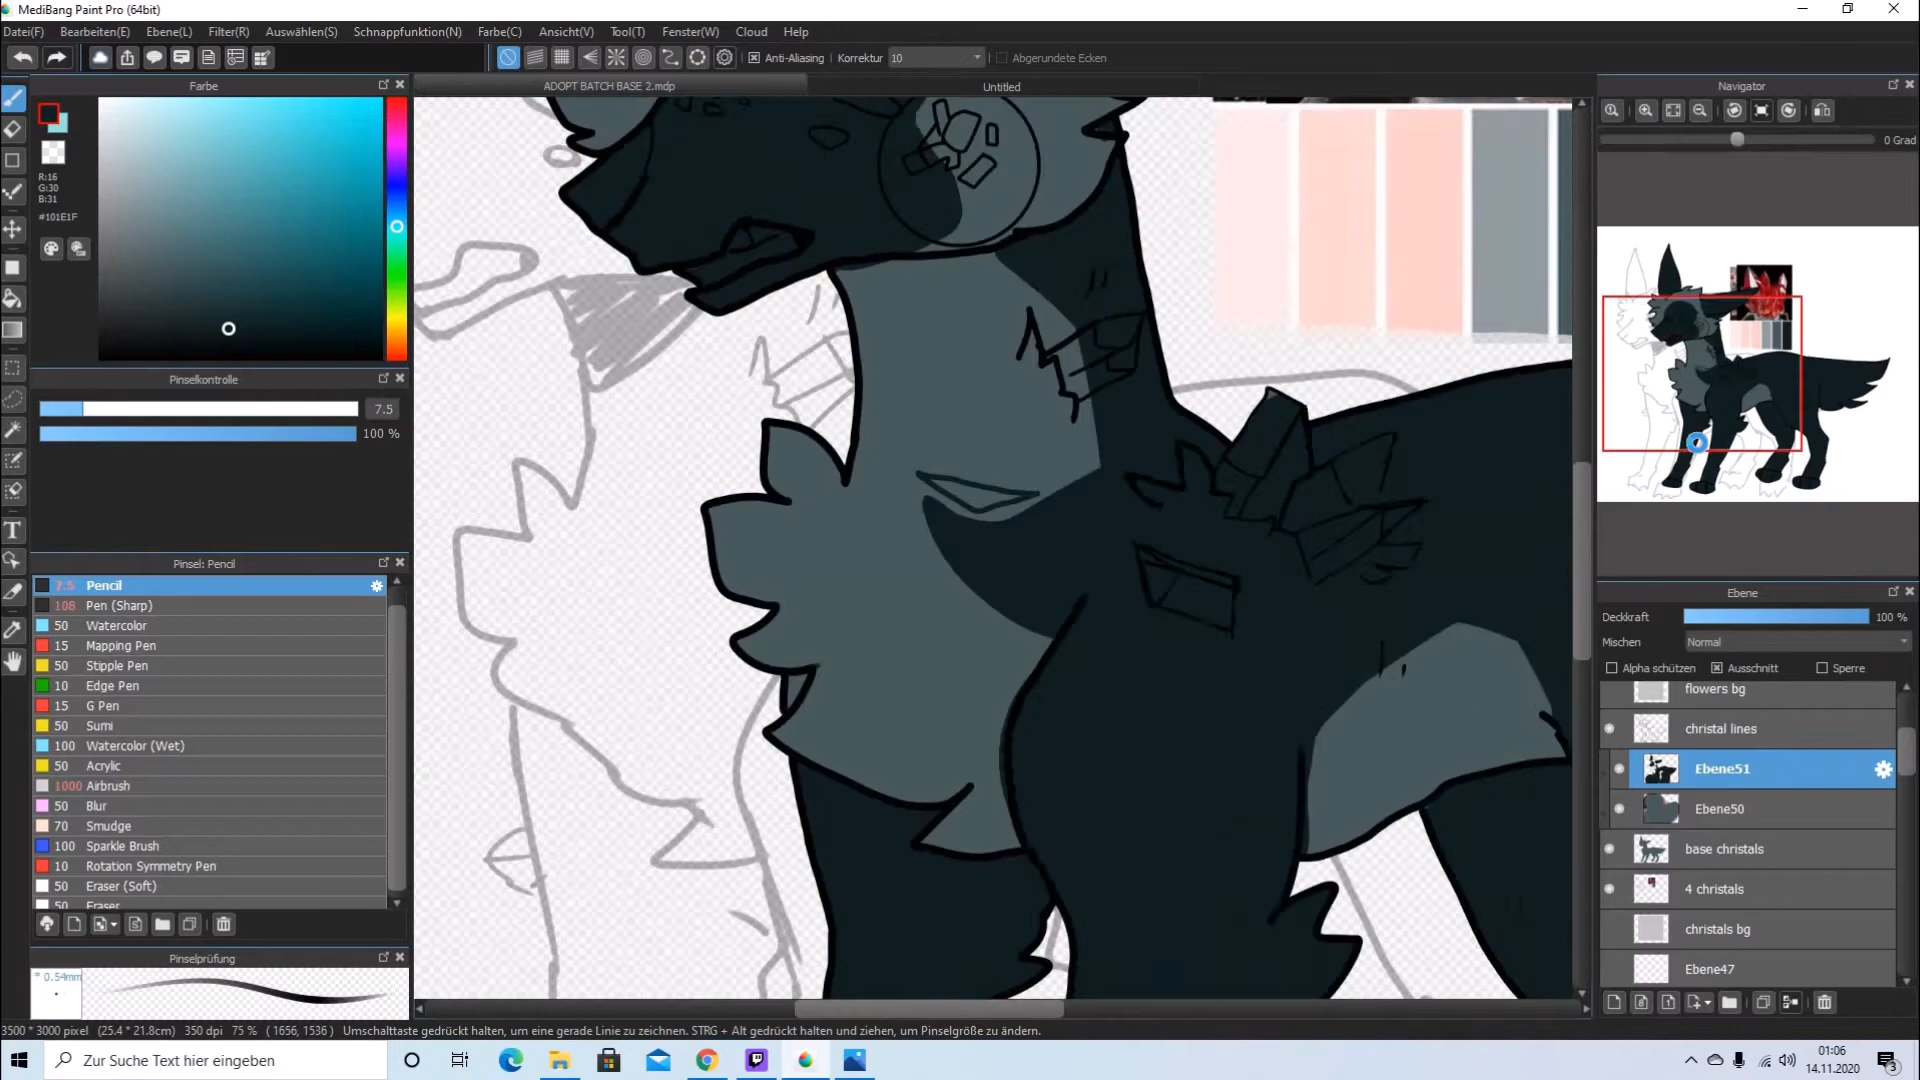 MediBang Paint Pro (64bit)
Datei(F) Bearbeiten(E) Ebene(L) Filter(R) Auswählen(S) Schnappfunktion(N) Farbe(C) Ansicht(V) Tool(T) Fenster(W) Cloud Help
Anti-Aliasing Korrektur 10 Abgerundete Ecken
Farbe
ADOPT BATCH BASE 2.mdp Untitled
Navigator
0 Grad
R:16
G:30
B:31
#101E1F
Pinselkontrolle
7.5
100 %
Pinsel: Pencil
7.5 Pencil
108 Pen (Sharp)
50 Watercolor
15 Mapping Pen
50 Stipple Pen
10 Edge Pen
15 G Pen
50 Sumi
100 Watercolor (Wet)
50 Acrylic
1000 Airbrush
50 Blur
70 Smudge
100 Sparkle Brush
10 Rotation Symmetry Pen
50 Eraser (Soft)
50 Eraser
Pinselprüfung
* 0.54mm
Ebene
Deckkraft 100 %
Mischen Normal
Alpha schützen Ausschnitt Sperre
flowers bg
christal lines
Ebene51
Ebene50
base christals
4 christals
christals bg
Ebene47
3500 * 3000 pixel (25.4 * 21.8cm) 350 dpi 75 % ( 1656, 1536 ) Umschalttaste gedrückt halten, um eine gerade Linie zu zeichnen. STRG + Alt gedrückt halten und ziehen, um Pinselgröße zu ändern.
Zur Suche Text hier eingeben
01:06
14.11.2020
3